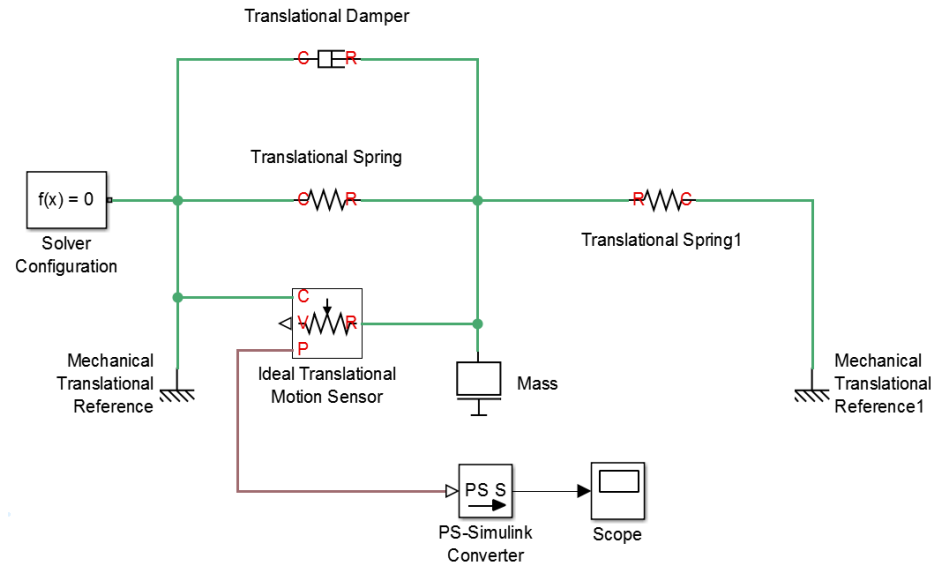 Translational Damper
C
R
Translational Spring
f(x) = 0
C
R
R
C
Solver
Configuration
Translational Spring1
C
V
R
P
Mechanical
Translational
Reference
Ideal Translational
Motion Sensor
Mass
Mechanical
Translational
Reference1
PS S
PS-Simulink
Converter
Scope